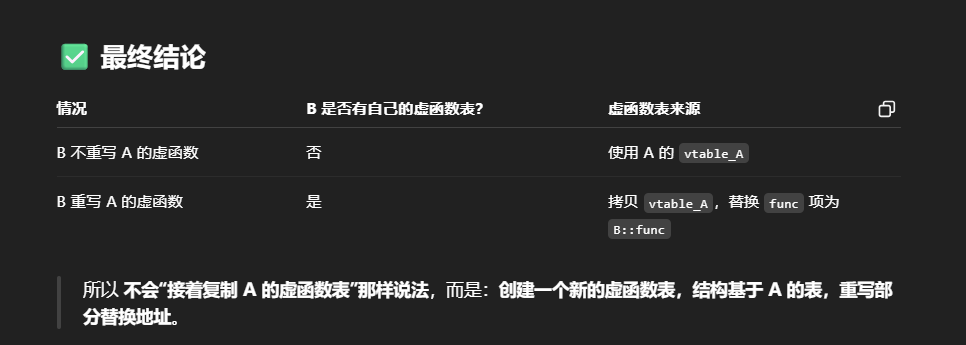 ✅ 最终结论
情况 B 是否有自己的虚函数表？ 虚函数表来源
B 不重写 A 的虚函数 否 使用 A 的 vtable_A
B 重写 A 的虚函数 是 拷贝 vtable_A，替换 func 项为
B::func
所以 不会“接着复制 A 的虚函数表”那样说法，而是：创建一个新的虚函数表，结构基于 A 的表，重写部
分替换地址。